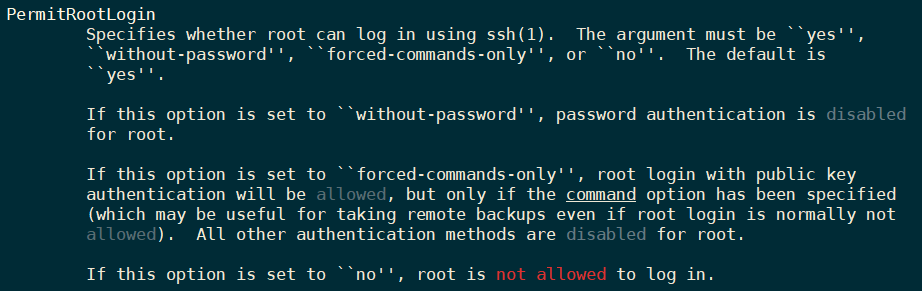 PermitRootLogin
Specifies whether root can log in using ssh(1).  The argument must be ``yes'',
``without-password'', ``forced-commands-only'', or ``no''.  The default is
``yes''.
If this option is set to ``without-password'', password authentication is disabled
for root.
If this option is set to ``forced-commands-only'', root login with public key
authentication will be allowed, but only if the command option has been specified
(which may be useful for taking remote backups even if root login is normally not
allowed).  All other authentication methods are disabled for root.
If this option is set to ``no'', root is not allowed to log in.